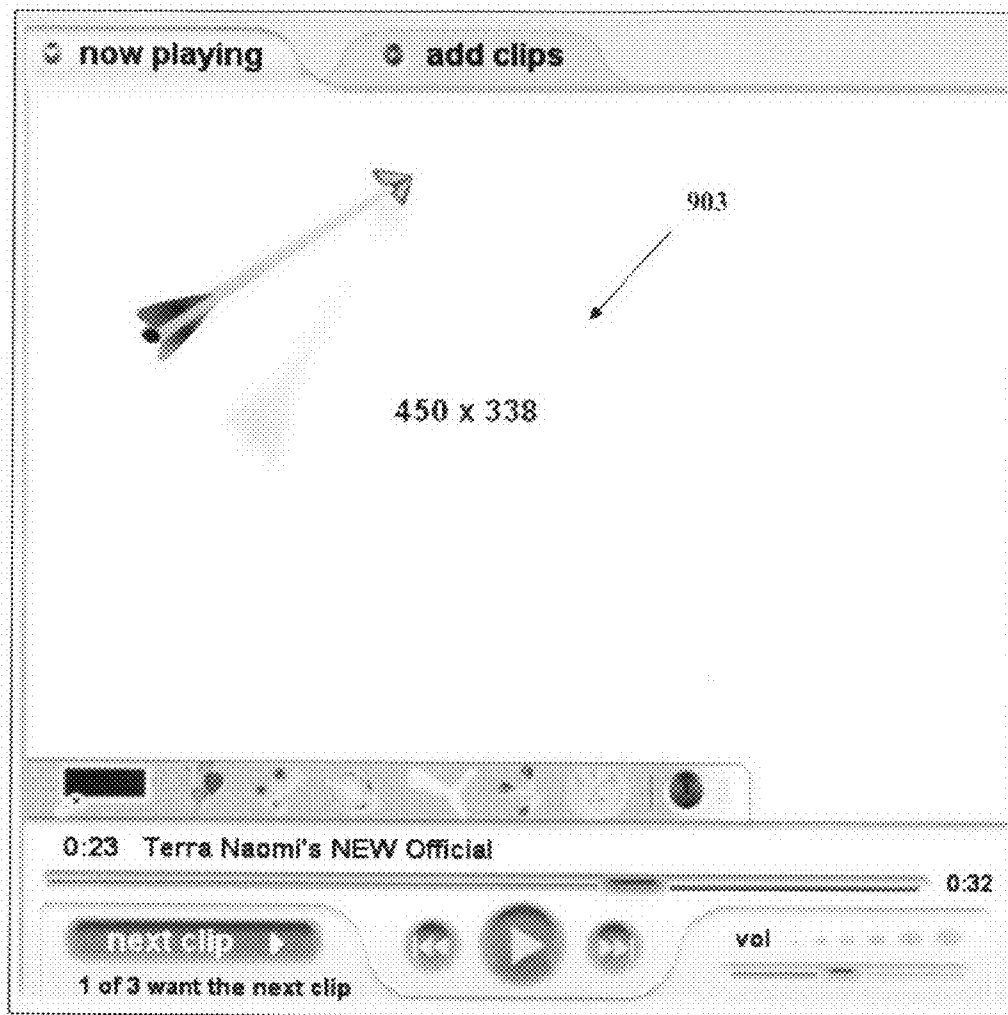 now playing add clips
903
450 x 338
0:23 Terra Naomi's NEW Official
0:32
next clip
vol
1 of 3 want the next clip